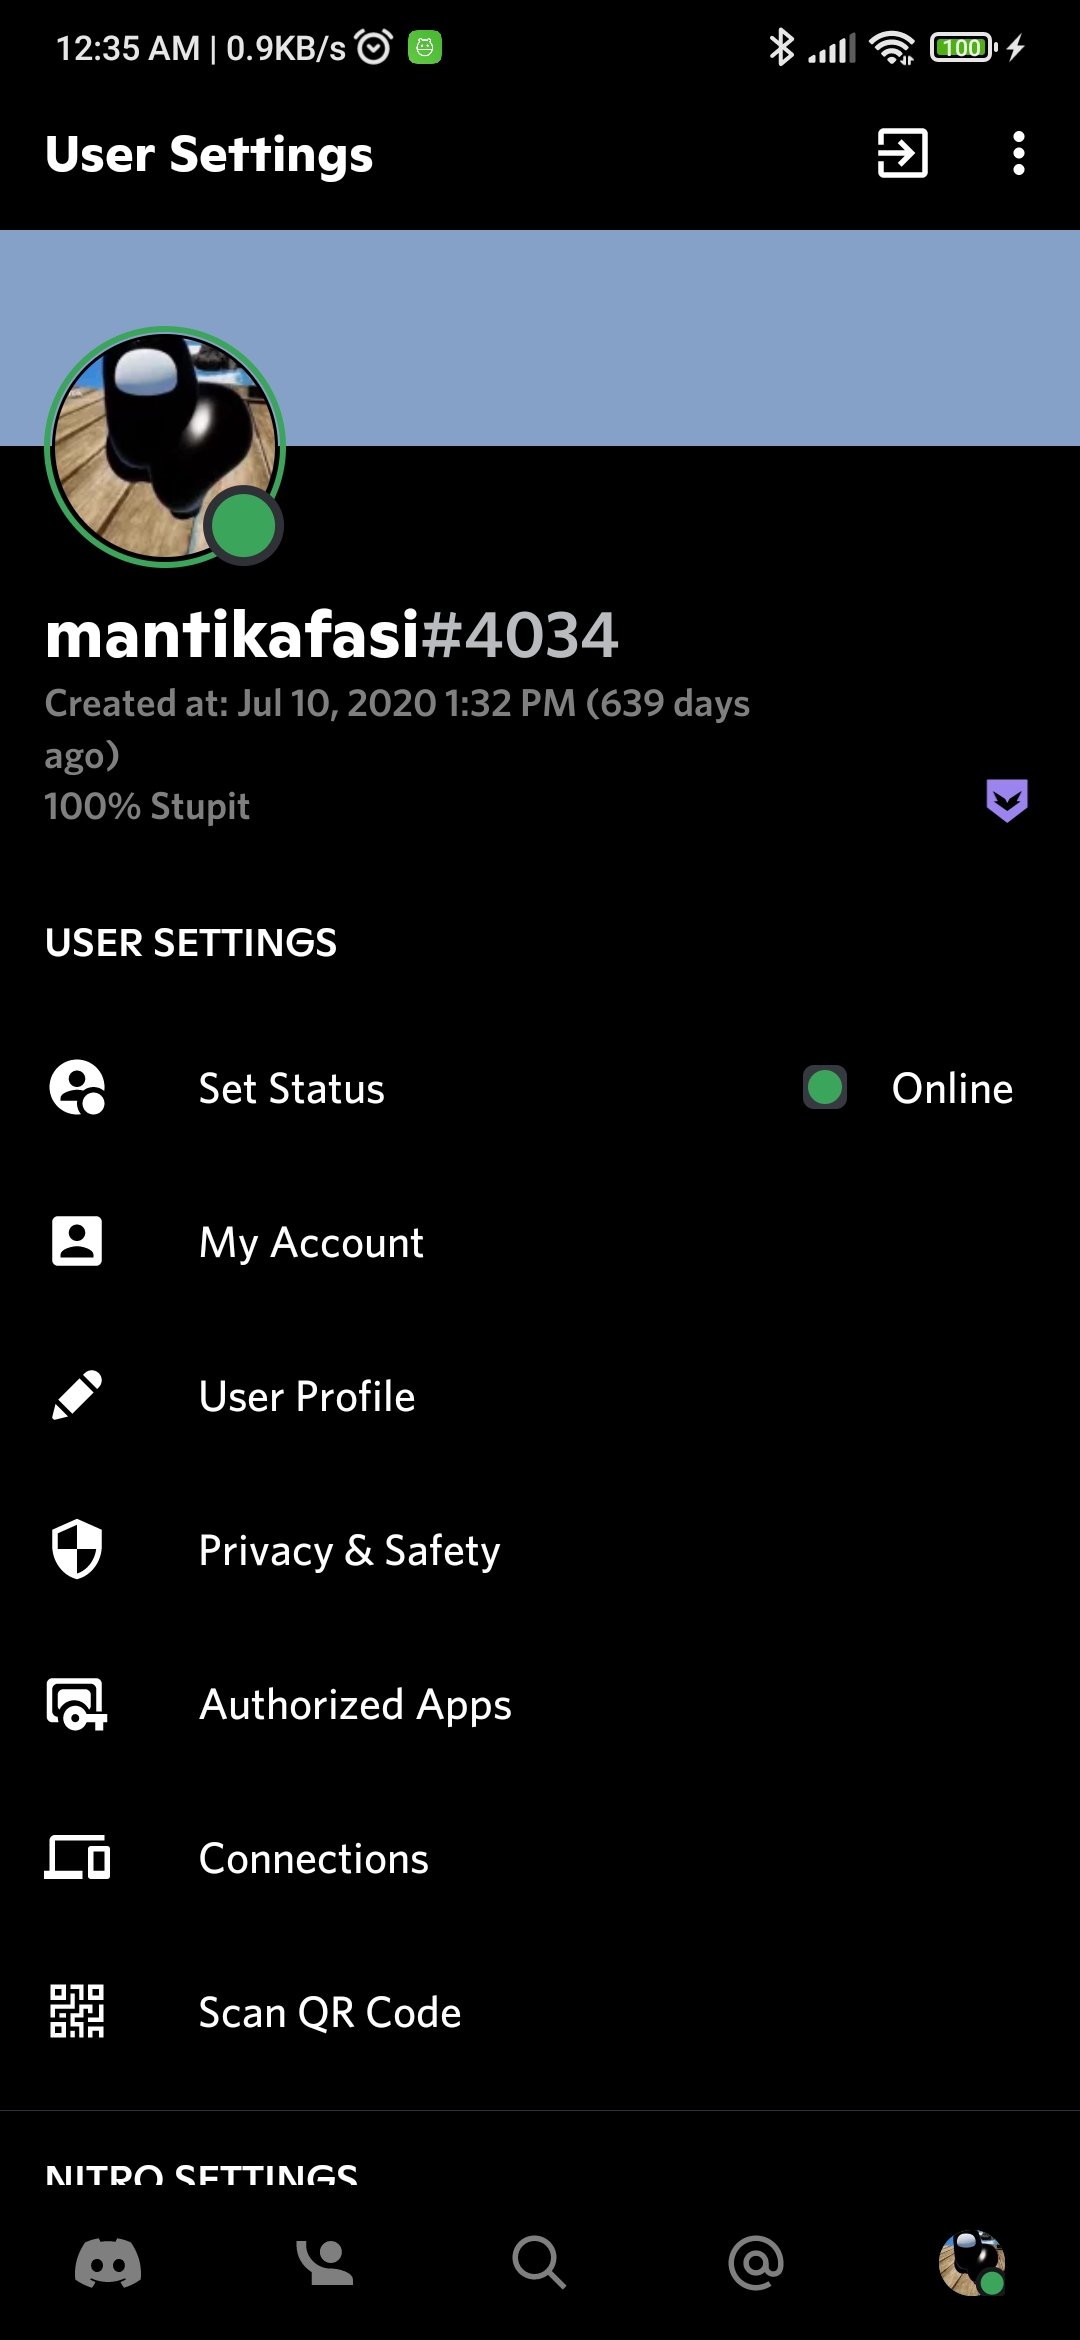 12:35 AM | 0.9KB/s 100
User Settings
mantikafasi#4034
Created at: Jul 10, 2020 1:32 PM (639 days
ago)
100% Stupit
USER SETTINGS
Set Status Online
My Account
User Profile
Privacy & Safety
Authorized Apps
Connections
Scan QR Code
NITRO SETTINGS